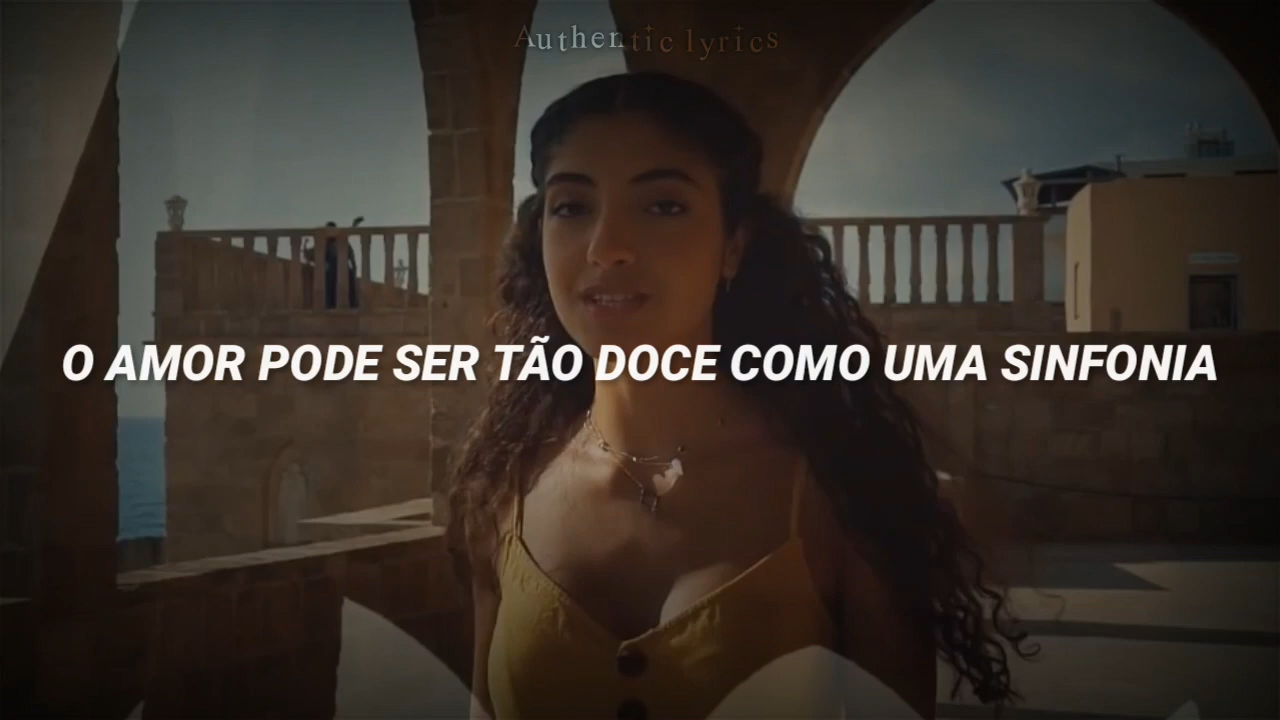 Authentic lyrics
O AMOR PODE SER TÃO DOCE COMO UMA SINFONIA